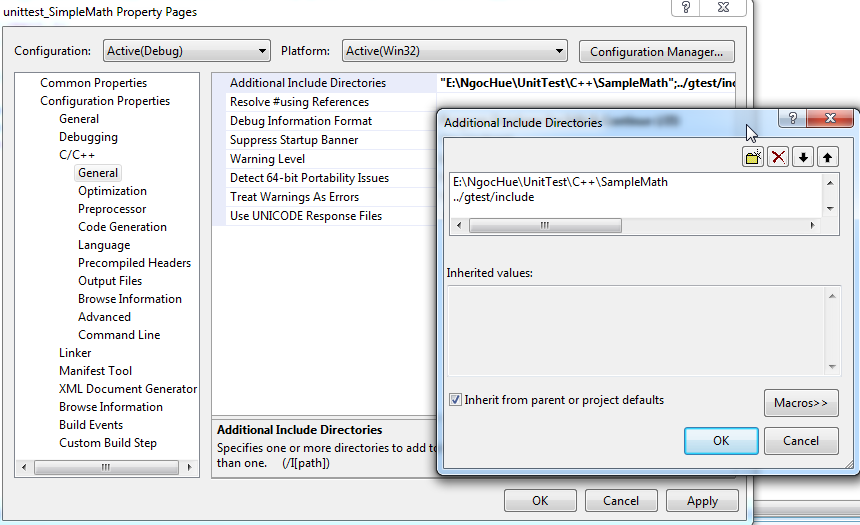 unittest_SimpleMath Property Pages
Configuration: Active(Debug) Platform: Active(Win32) Configuration Manager...
Common Properties
Configuration Properties
General
Debugging
C/C++
General
Optimization
Preprocessor
Code Generation
Language
Precompiled Headers
Output Files
Browse Information
Advanced
Command Line
Linker
Manifest Tool
XML Document Generator
Browse Information
Build Events
Custom Build Step
Additional Include Directories "E:\NgocHue\UnitTest\C++\SampleMath";../gtest/inc
Resolve #using References
Debug Information Format
Suppress Startup Banner
Warning Level
Detect 64-bit Portability Issues
Treat Warnings As Errors
Use UNICODE Response Files
Additional Include Directories
Specifies one or more directories to add to
than one. (/I[path])
OK Cancel Apply
Additional Include Directories
E:\NgocHue\UnitTest\C++\SampleMath
../gtest/include
Inherited values:
Inherit from parent or project defaults
Macros>>
OK Cancel